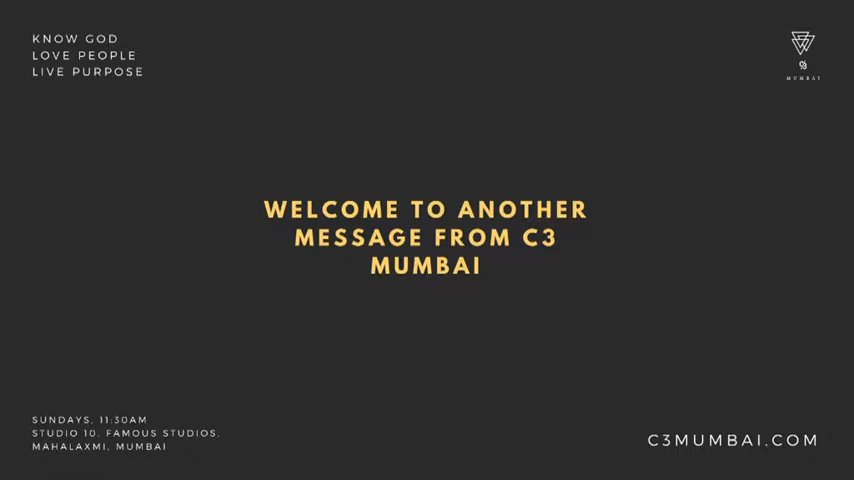 KNOW GOD
LOVE PEOPLE
LIVE PURPOSE
MUMBAI
WELCOME TO ANOTHER
MESSAGE FROM C3
MUMBAI
SUNDAYS, 11:30AM
STUDIO 10, FAMOUS STUDIOS,
MAHALAXMI, MUMBAI
C3MUMBAI.COM